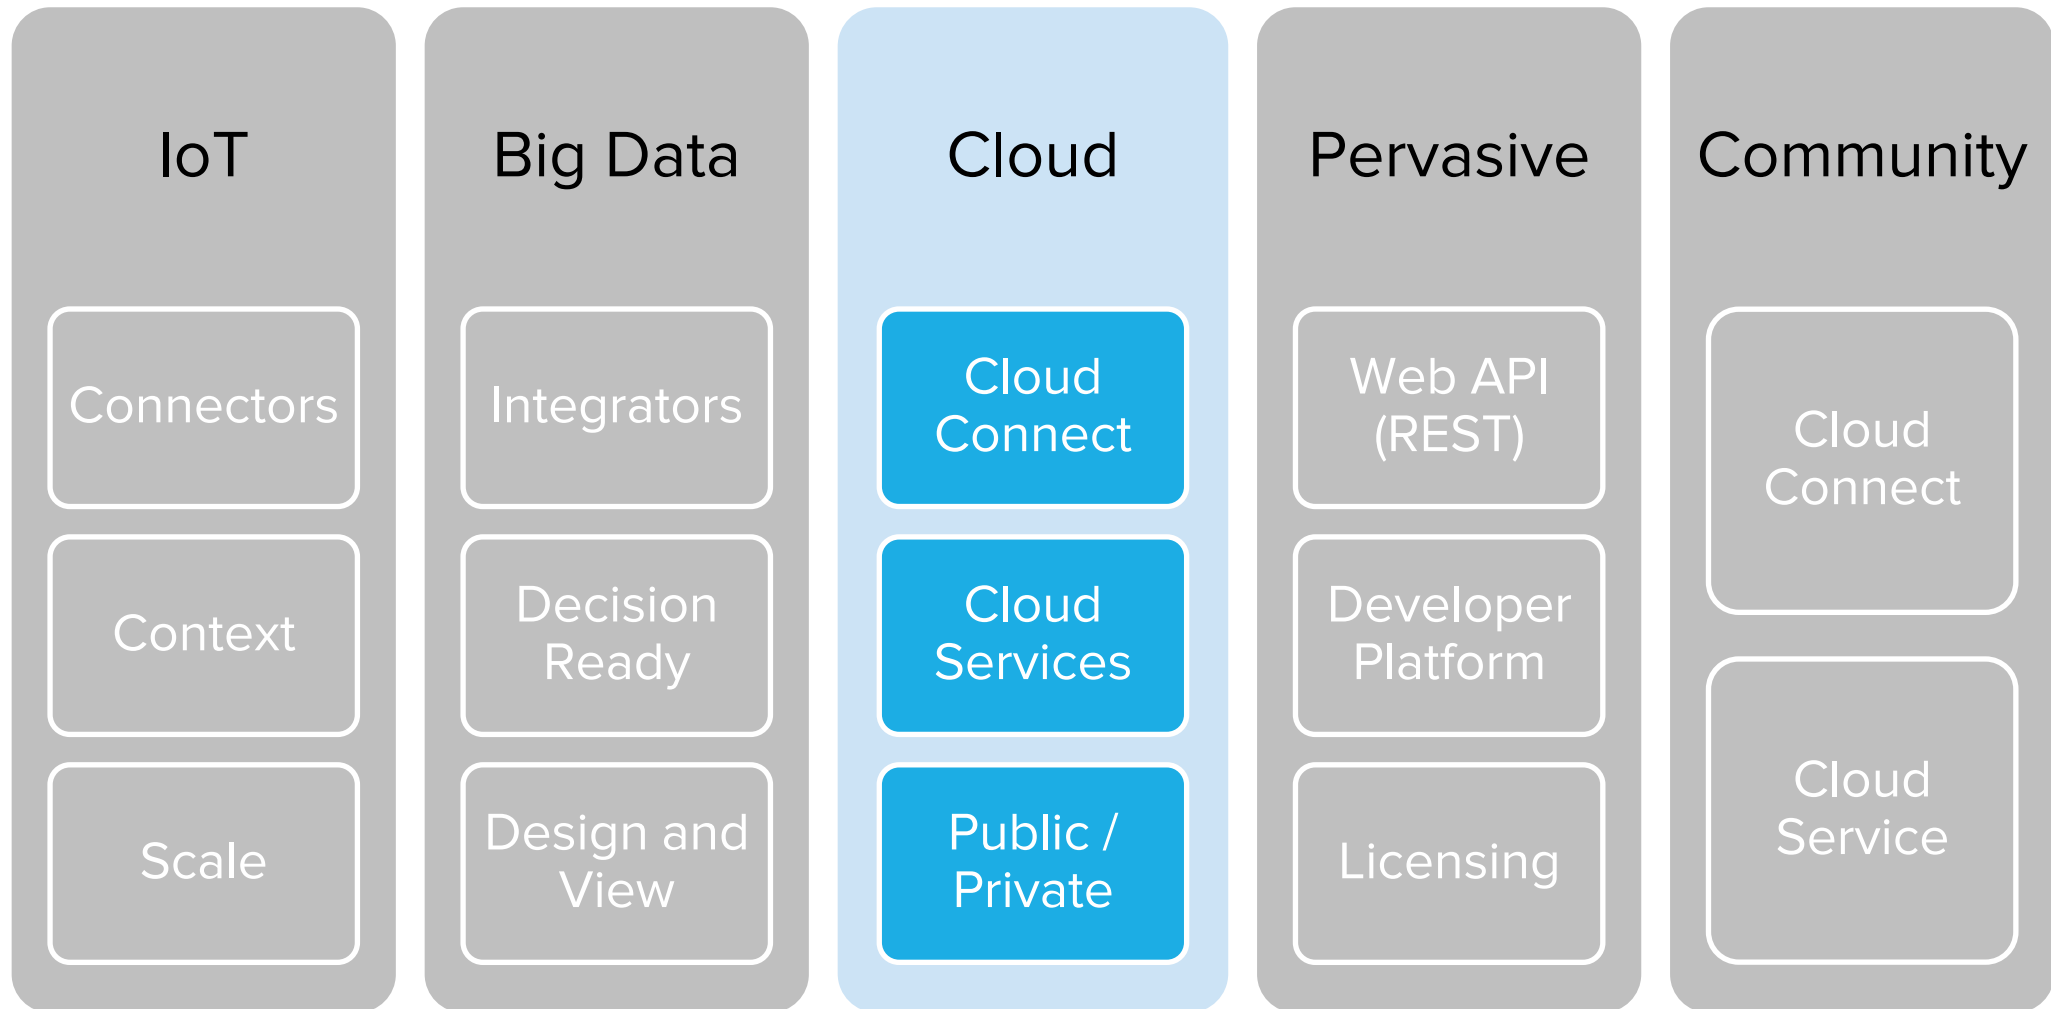 IoT
Connectors
Context
Scale
Big Data
Integrators
Decision
Ready
Design and
View
Cloud
Cloud
Connect
Cloud
Services
Public /
Private
Pervasive
Web API
(REST)
Developer
Platform
Licensing
Community
Cloud
Connect
Cloud
Service